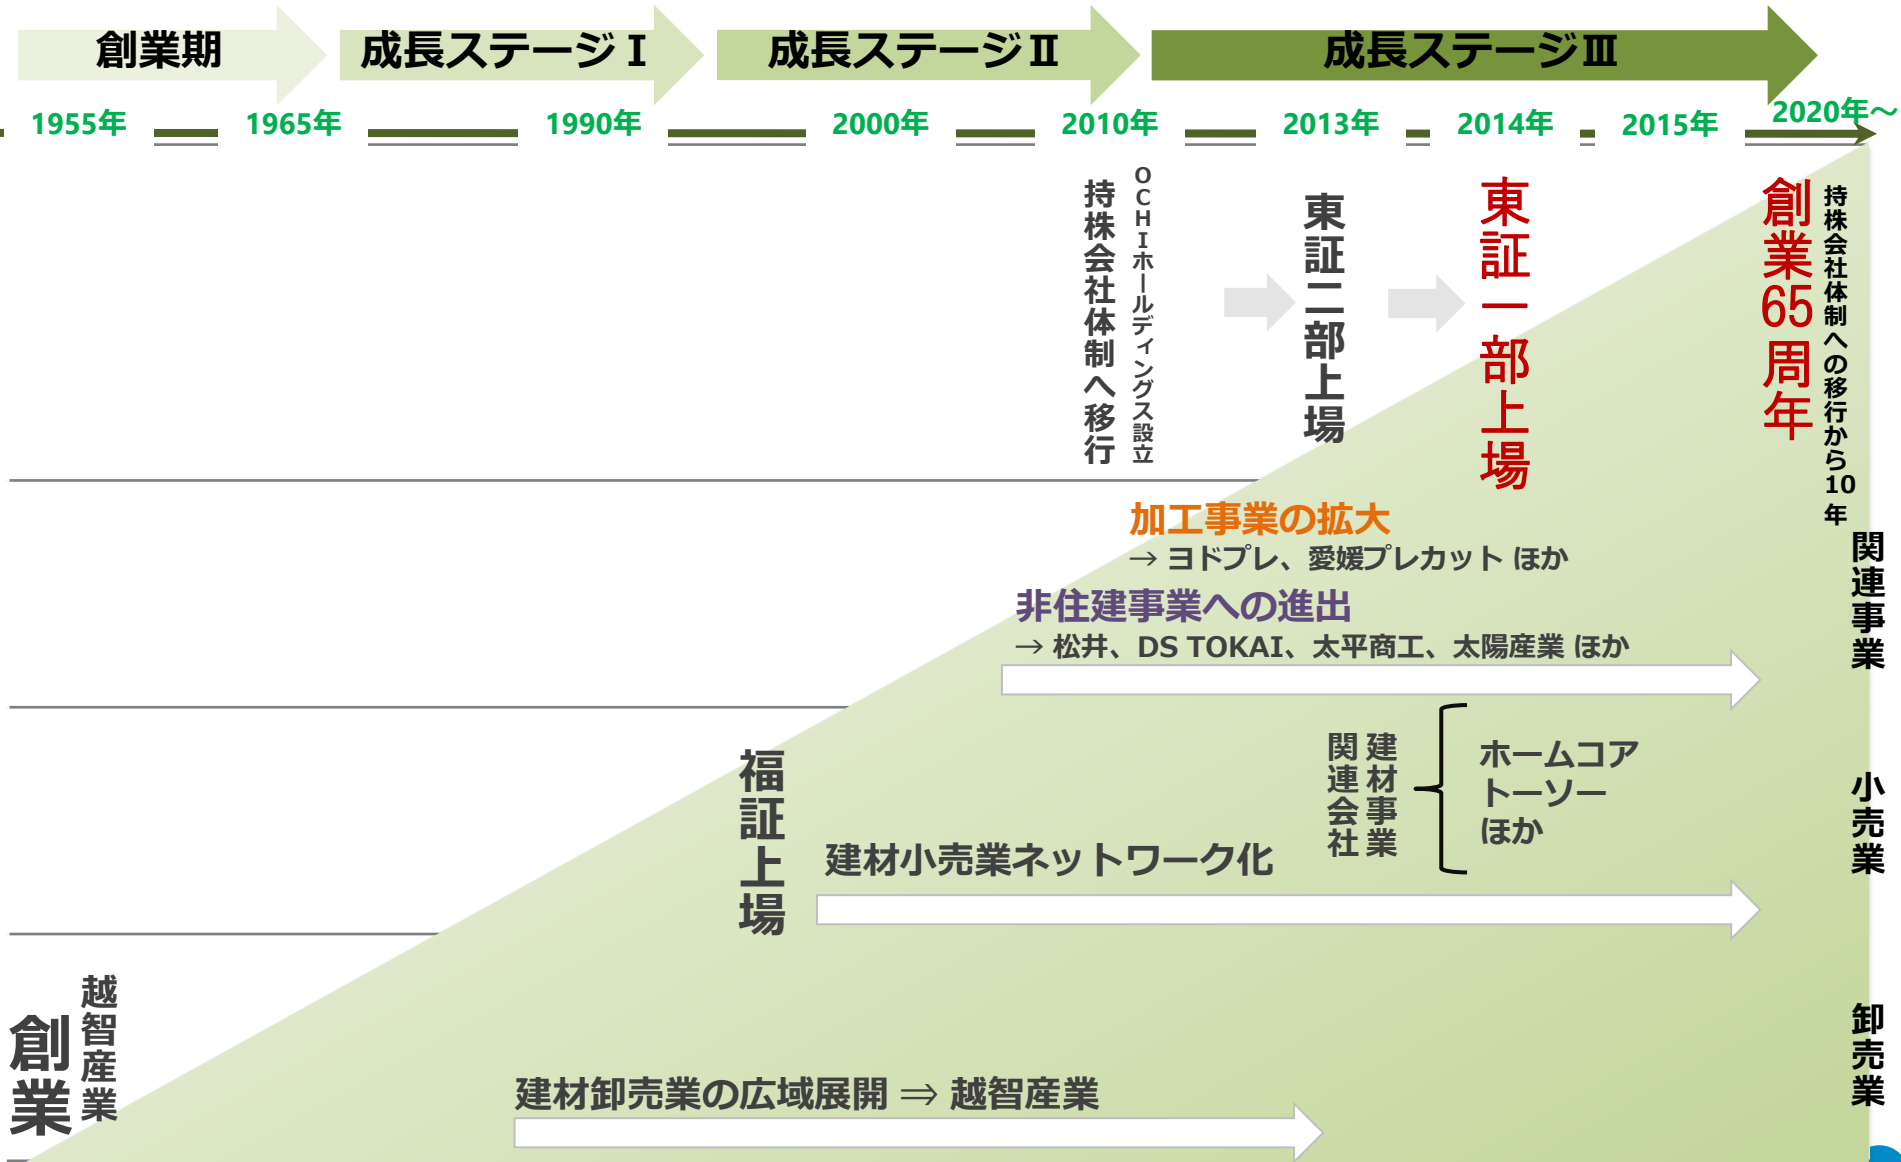 創業期
成長ステージⅠ
成長ステージⅡ
成長ステージⅢ
1955年
1965年
1990年
2000年
2010年
2013年
2014年
2015年
2020年～
持株会社体制へ移行
OCHIホールディングス設立
東証二部上場
東証一部上場
創業65周年
持株会社体制への移行から10年
加工事業の拡大
→ ヨドプレ、愛媛プレカット ほか
非住建事業への進出
→ 松井、DS TOKAI、太平商工、太陽産業 ほか
関連事業
福証上場
建材事業
関連会社
ホームコア
トーソー
ほか
建材小売業ネットワーク化
小売業
創業
越智産業
建材卸売業の広域展開 ⇒ 越智産業
卸売業